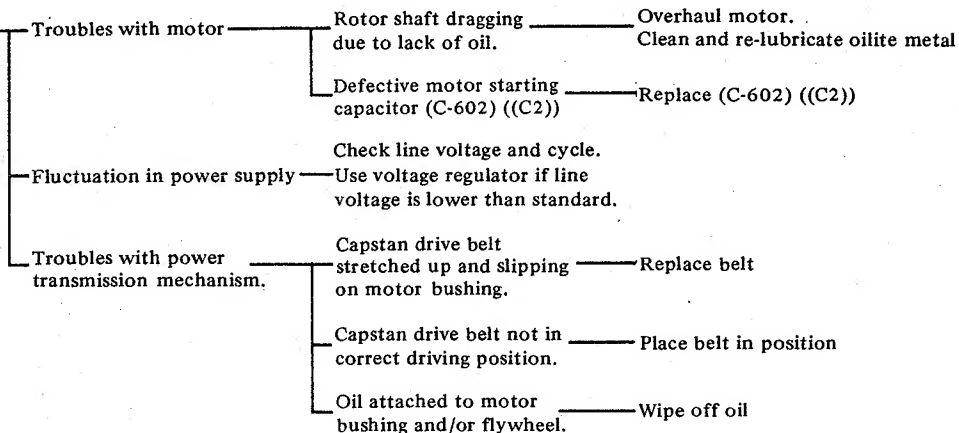 Troubles with motor
Rotor shaft dragging
due to lack of oil.
Overhaul motor.
Clean and re-lubricate oilite metal
Defective motor starting
capacitor (C-602) ((C2))
Replace (C-602) ((C2))
Fluctuation in power supply
Check line voltage and cycle.
Use voltage regulator if line
voltage is lower than standard.
Troubles with power
transmission mechanism.
Capstan drive belt
stretched up and slipping
on motor bushing.
Replace belt
Capstan drive belt not in
correct driving position.
Place belt in position
Oil attached to motor
bushing and/or flywheel.
Wipe off oil